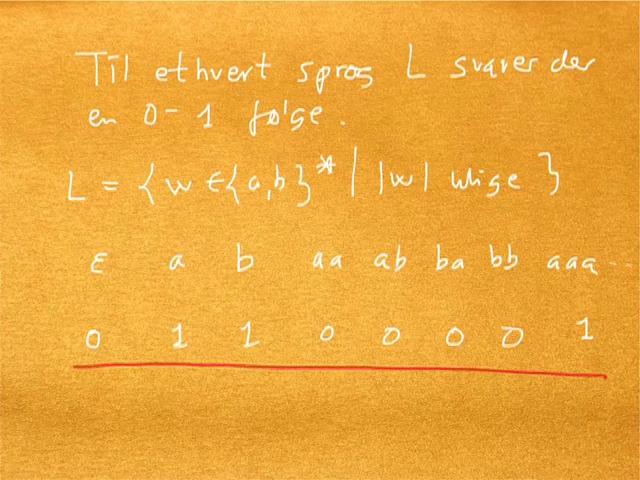 Til ethvert sprog L svarer der
en 0-1 følge.
L = {w ∈ {a,b}* | |w| ulige }
ε a b aa ab ba bb aaa ...
0 1 1 0 0 0 0 1